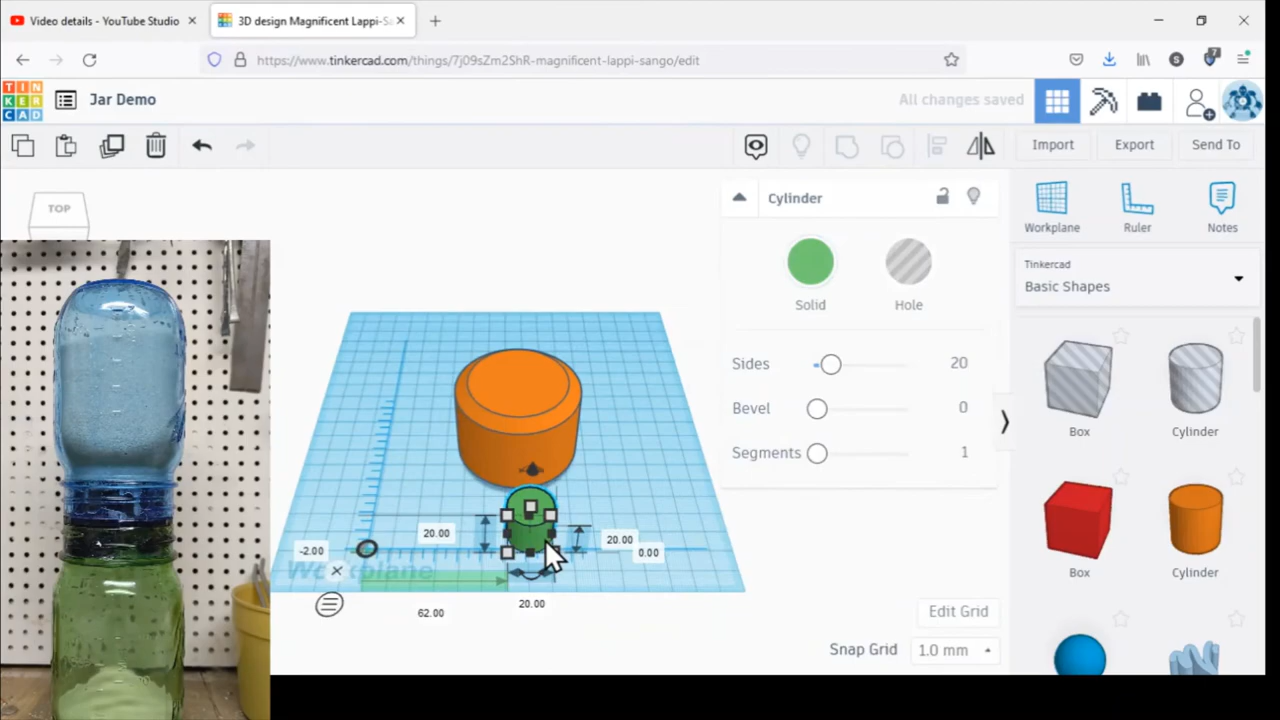 Video details - YouTube Studio
3D design Magnificent Lappi-Sa
https://www.tinkercad.com/things/7j09sZm2ShR-magnificent-lappi-sango/edit
S
7
TIN
KER
CAD
Jar Demo
All changes saved
Import
Export
Send To
TOP
Cylinder
Solid
Hole
Sides
20
Bevel
0
Segments
1
Workplane
Ruler
Notes
Tinkercad
Basic Shapes
Box
Cylinder
Box
Cylinder
-2.00
20.00
20.00
0.00
Workplane
62.00
20.00
Edit Grid
Snap Grid
1.0 mm